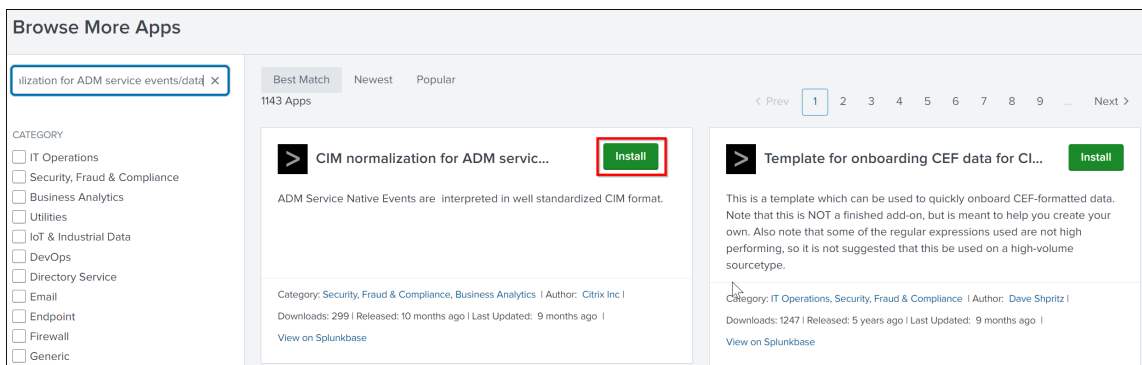 Browse More Apps
ılization for ADM service events/data ×
Best Match Newest Popular
1143 Apps
< Prev 1 2 3 4 5 6 7 8 9 ... Next >
CATEGORY
IT Operations
Security, Fraud & Compliance
Business Analytics
Utilities
IoT & Industrial Data
DevOps
Directory Service
Email
Endpoint
Firewall
Generic
> CIM normalization for ADM servic... Install
ADM Service Native Events are interpreted in well standardized CIM format.
Category: Security, Fraud & Compliance, Business Analytics | Author: Citrix Inc |
Downloads: 299 | Released: 10 months ago | Last Updated: 9 months ago |
View on Splunkbase
> Template for onboarding CEF data for CI... Install
This is a template which can be used to quickly onboard CEF-formatted data.
Note that this is NOT a finished add-on, but is meant to help you create your
own. Also note that some of the regular expressions used are not high
performing, so it is not suggested that this be used on a high-volume
sourcetype.
Category: IT Operations, Security, Fraud & Compliance | Author: Dave Shpritz |
Downloads: 1247 | Released: 5 years ago | Last Updated: 9 months ago |
View on Splunkbase